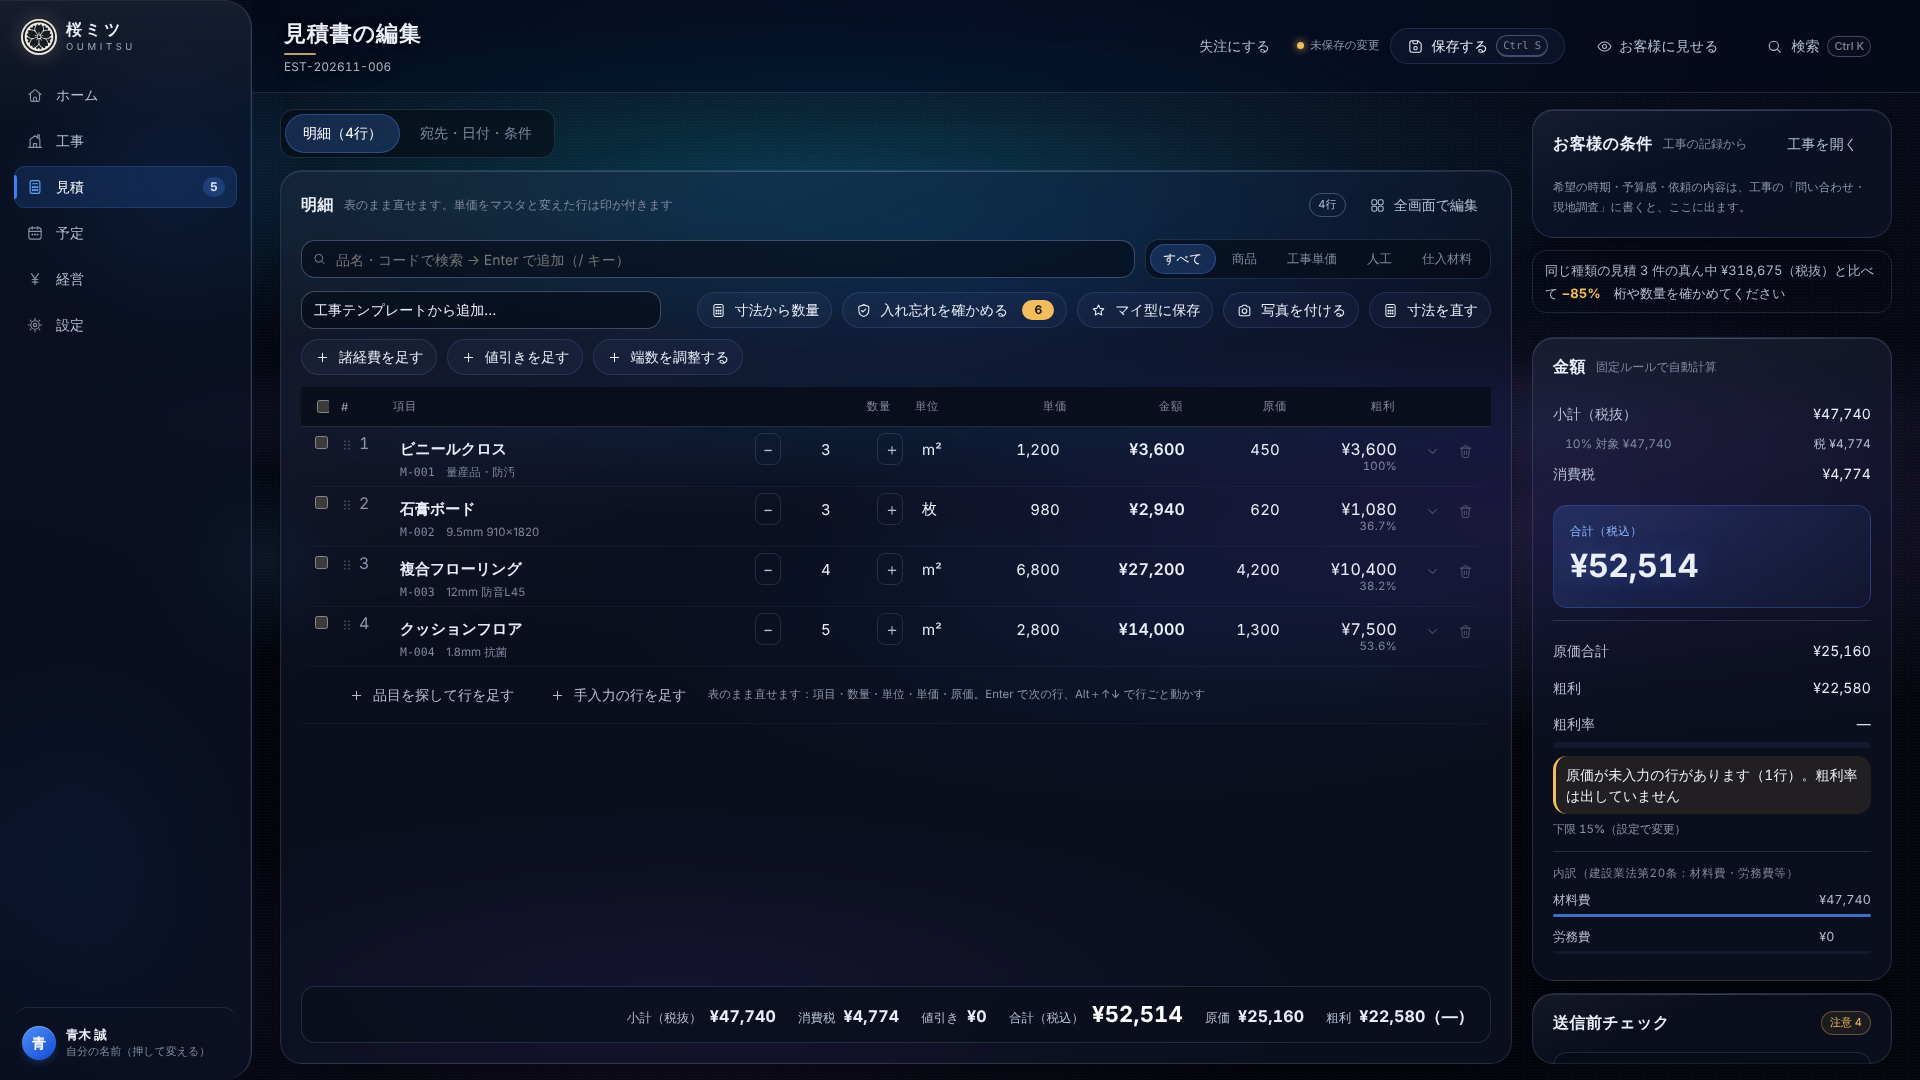 桜ミツ
OUMITSU
ホーム
工事
見積 5
予定
経営
設定
青 青木 誠
自分の名前（押して変える）
見積書の編集
EST-202611-006
失注にする 未保存の変更 保存する Ctrl S お客様に見せる 検索 Ctrl K
明細（4行） 宛先・日付・条件
明細 表のまま直せます。単価をマスタと変えた行は印が付きます 4行 全画面で編集
品名・コードで検索 → Enter で追加（/ キー）
すべて 商品 工事単価 人工 仕入材料
工事テンプレートから追加... 寸法から数量 入れ忘れを確かめる 6 マイ型に保存 写真を付ける 寸法を直す
+ 諸経費を足す + 値引きを足す + 端数を調整する
# 項目 数量 単位 単価 金額 原価 粗利
1 ビニールクロス − 3 + m² 1,200 ¥3,600 450 ¥3,600
M-001 量産品・防汚 100%
2 石膏ボード − 3 + 枚 980 ¥2,940 620 ¥1,080
M-002 9.5mm 910×1820 36.7%
3 複合フローリング − 4 + m² 6,800 ¥27,200 4,200 ¥10,400
M-003 12mm 防音L45 38.2%
4 クッションフロア − 5 + m² 2,800 ¥14,000 1,300 ¥7,500
M-004 1.8mm 抗菌 53.6%
+ 品目を探して行を足す + 手入力の行を足す 表のまま直せます：項目・数量・単位・単価・原価。Enter で次の行、Alt＋↑↓ で行ごと動かす
小計（税抜） ¥47,740 消費税 ¥4,774 値引き ¥0 合計（税込） ¥52,514 原価 ¥25,160 粗利 ¥22,580（—）
お客様の条件 工事の記録から 工事を開く
希望の時期・予算感・依頼の内容は、工事の「問い合わせ・
現地調査」に書くと、ここに出ます。
同じ種類の見積 3 件の真ん中 ¥318,675（税抜）と比べ
て −85% 桁や数量を確かめてください
金額 固定ルールで自動計算
小計（税抜） ¥47,740
10% 対象 ¥47,740 税 ¥4,774
消費税 ¥4,774
合計（税込）
¥52,514
原価合計 ¥25,160
粗利 ¥22,580
粗利率 —
原価が未入力の行があります（1行）。粗利率
は出していません
下限 15%（設定で変更）
内訳（建設業法第20条：材料費・労務費等）
材料費 ¥47,740
労務費 ¥0
送信前チェック 注意 4